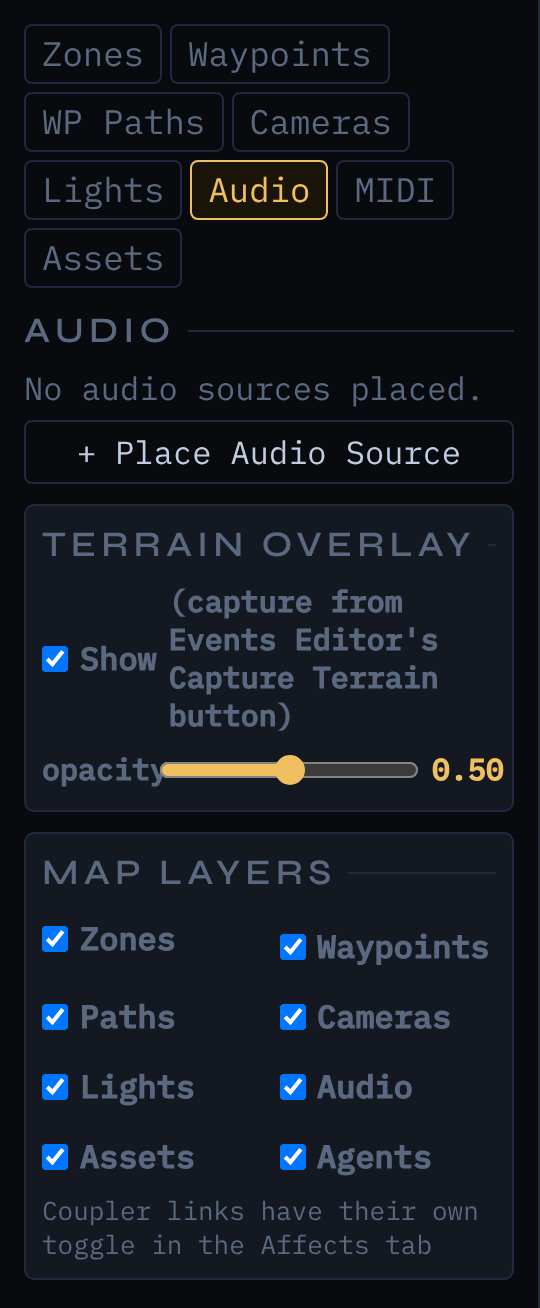 Zones Waypoints
WP Paths Cameras
Lights Audio MIDI
Assets
AUDIO
No audio sources placed.
+ Place Audio Source
TERRAIN OVERLAY
Show (capture from
Events Editor's
Capture Terrain
button)
opacity 0.50
MAP LAYERS
Zones Waypoints
Paths Cameras
Lights Audio
Assets Agents
Coupler links have their own
toggle in the Affects tab